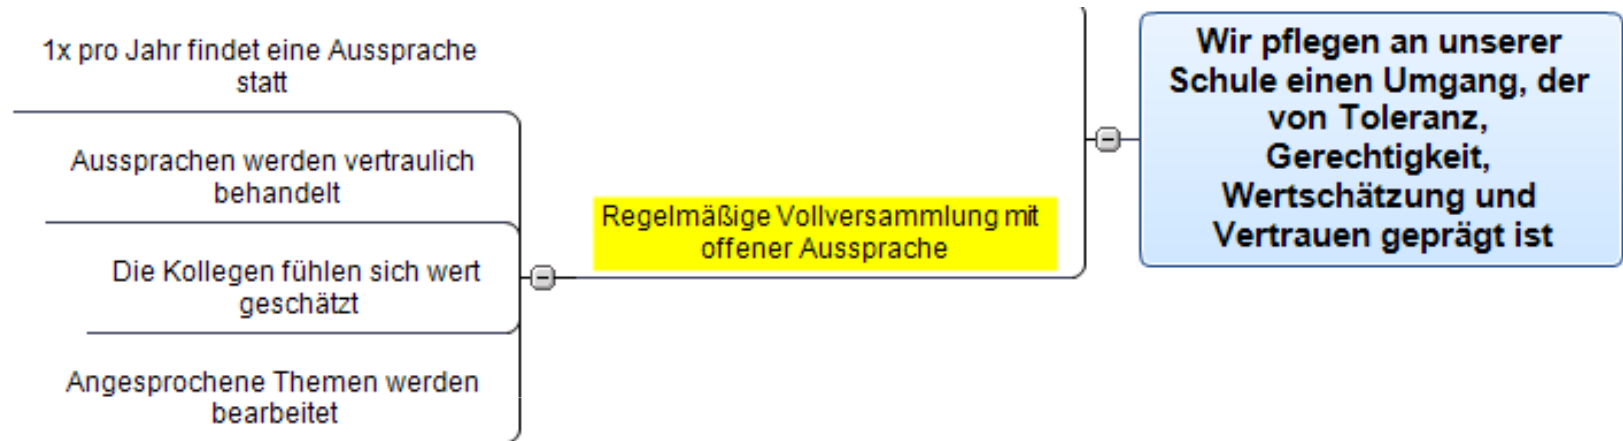 1x pro Jahr findet eine Aussprache
statt
Aussprachen werden vertraulich
behandelt
Die Kollegen fühlen sich wert
geschätzt
Angesprochene Themen werden
bearbeitet
Regelmäßige Vollversammlung mit
offener Aussprache
Wir pflegen an unserer
Schule einen Umgang, der
von Toleranz,
Gerechtigkeit,
Wertschätzung und
Vertrauen geprägt ist